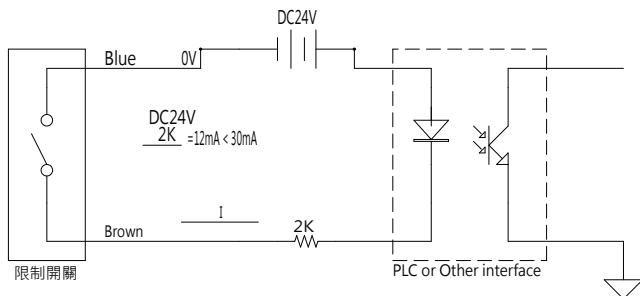 DC24V
Blue
0V
DC24V
2K =12mA < 30mA
I
Brown
2K
限制開關
PLC or Other interface